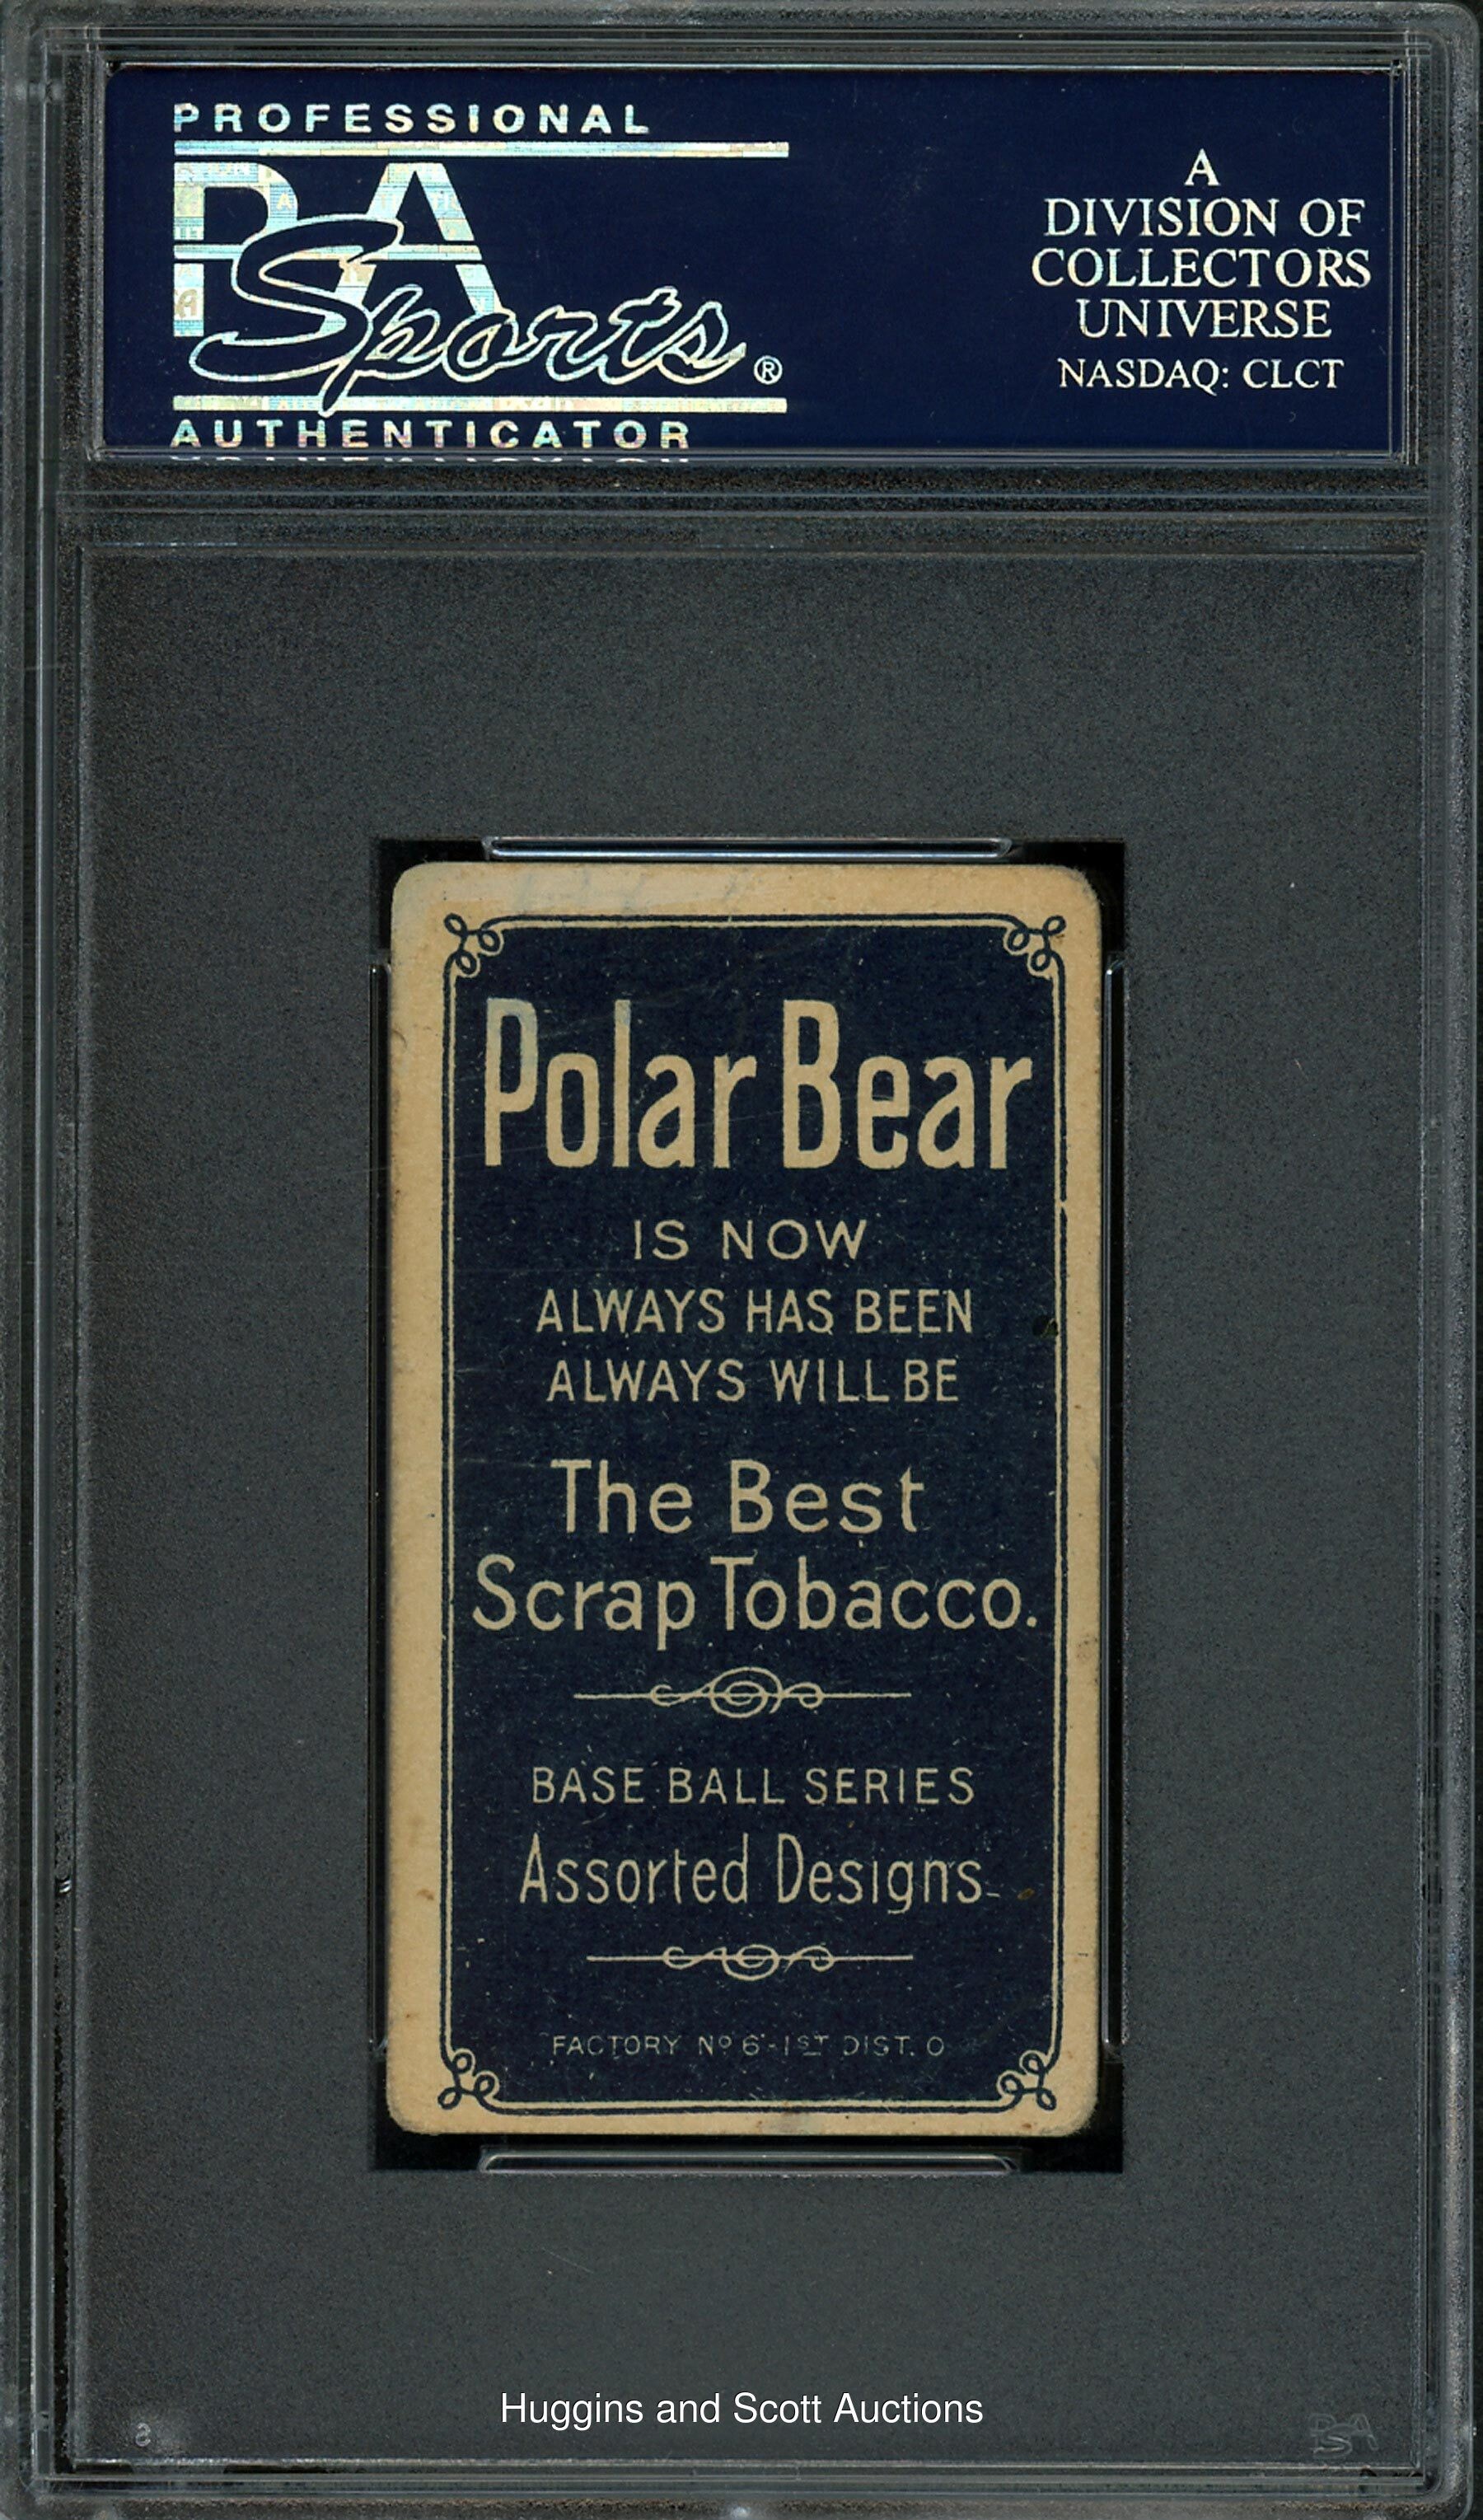 PROFESSIONAL
PSA
Sports®
AUTHENTICATOR
A
DIVISION OF
COLLECTORS
UNIVERSE
NASDAQ: CLCT
Polar Bear
IS NOW
ALWAYS HAS BEEN
ALWAYS WILL BE
The Best
Scrap Tobacco.
BASE BALL SERIES
Assorted Designs
FACTORY Nº 6-1ST DIST. O
Huggins and Scott Auctions
PSA